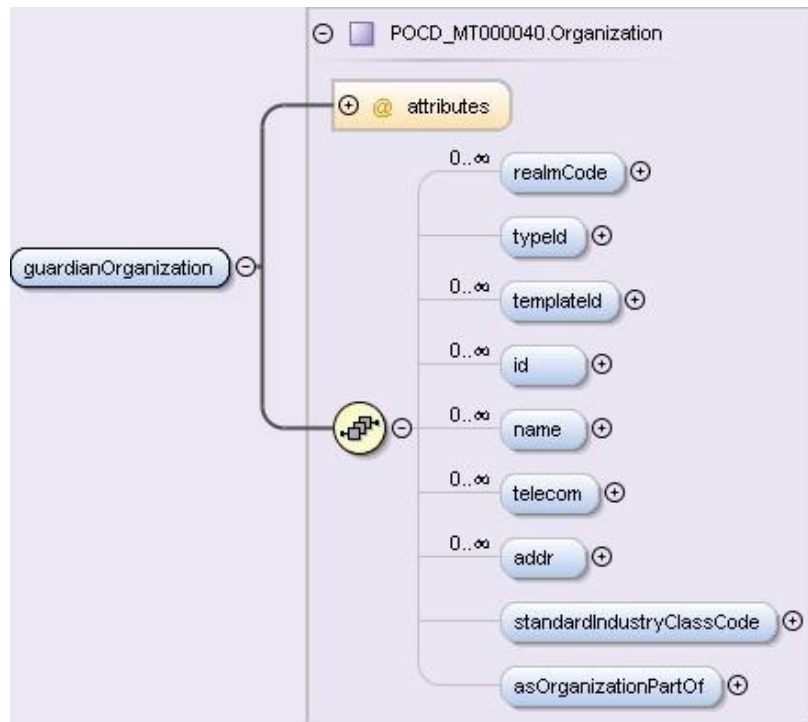 POCD_MT000040.Organization
@ attributes
0..∞
realmCode
typeId
guardianOrganization
0..∞
templateId
0..∞
id
0..∞
name
0..∞
telecom
0..∞
addr
standardIndustryClassCode
asOrganizationPartOf